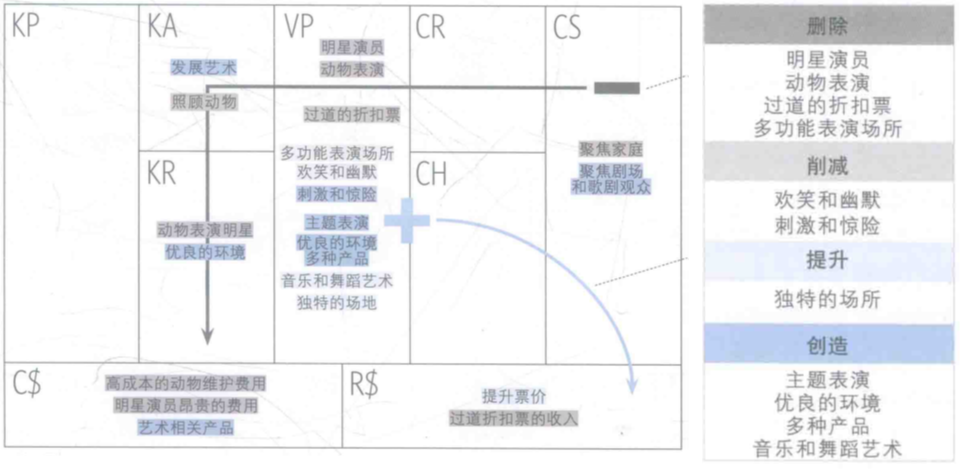 KP
KA
发展艺术
照顾动物
VP
明星演员
动物表演
过道的折扣票
多功能表演场所
欢笑和幽默
刺激和惊险
主题表演
优良的环境
多种产品
音乐和舞蹈艺术
独特的场地
CR
CS
聚焦家庭
聚焦剧场
和歌剧观众
KR
动物表演明星
优良的环境
CH
C$
高成本的动物维护费用
明星演员昂贵的费用
艺术相关产品
R$
提升票价
过道折扣票的收入
删除
明星演员
动物表演
过道的折扣票
多功能表演场所
削减
欢笑和幽默
刺激和惊险
提升
独特的场所
创造
主题表演
优良的环境
多种产品
音乐和舞蹈艺术